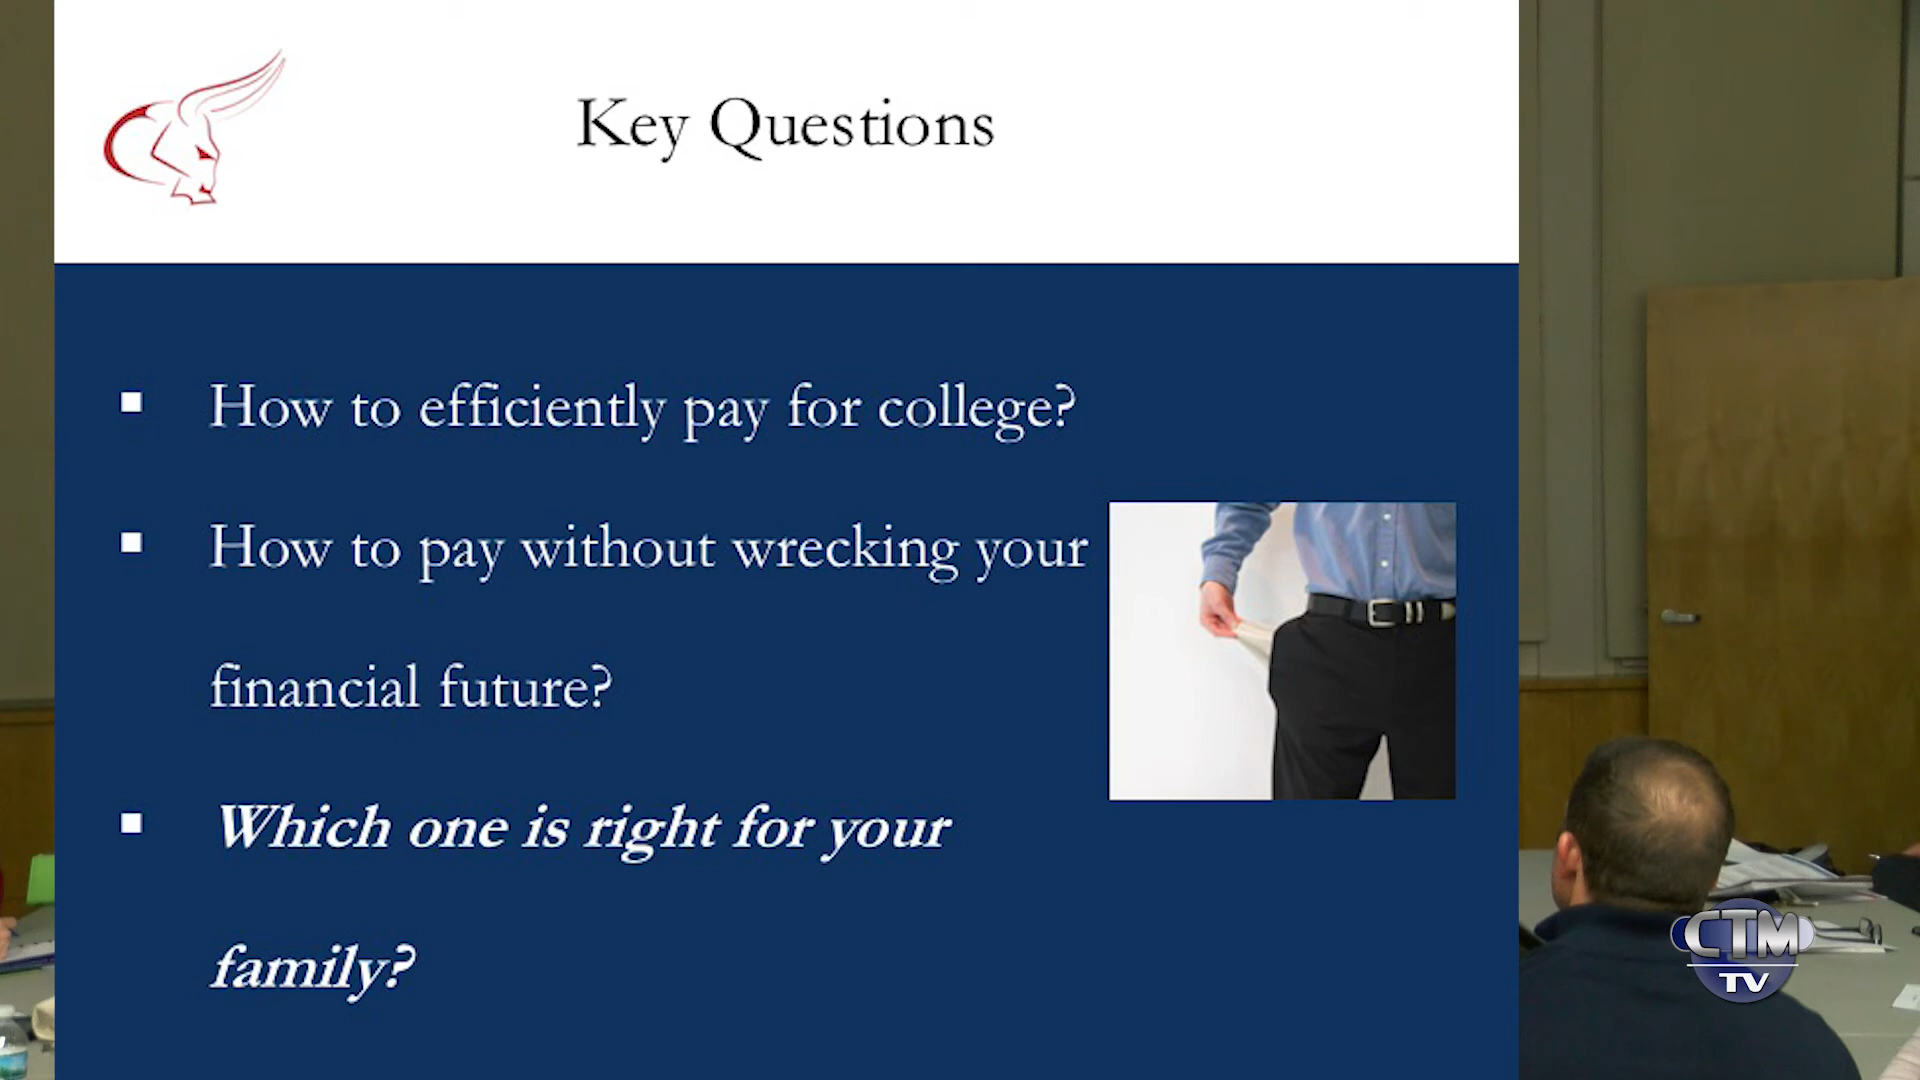 Key Questions
How to efficiently pay for college?
How to pay without wrecking your
financial future?
Which one is right for your
family?
CTM
TV